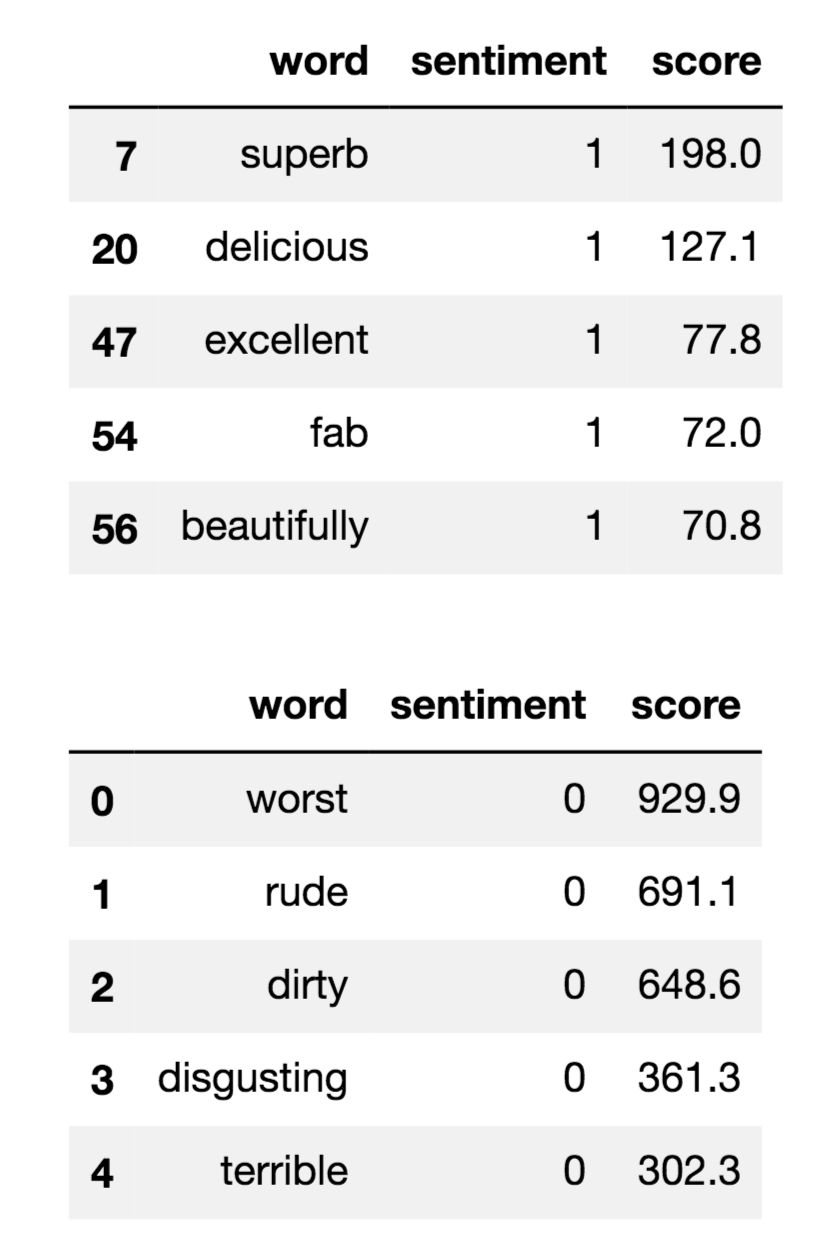 word sentiment score
7 superb 1 198.0
20 delicious 1 127.1
47 excellent 1 77.8
54 fab 1 72.0
56 beautifully 1 70.8
word sentiment score
0 worst 0 929.9
1 rude 0 691.1
2 dirty 0 648.6
3 disgusting 0 361.3
4 terrible 0 302.3